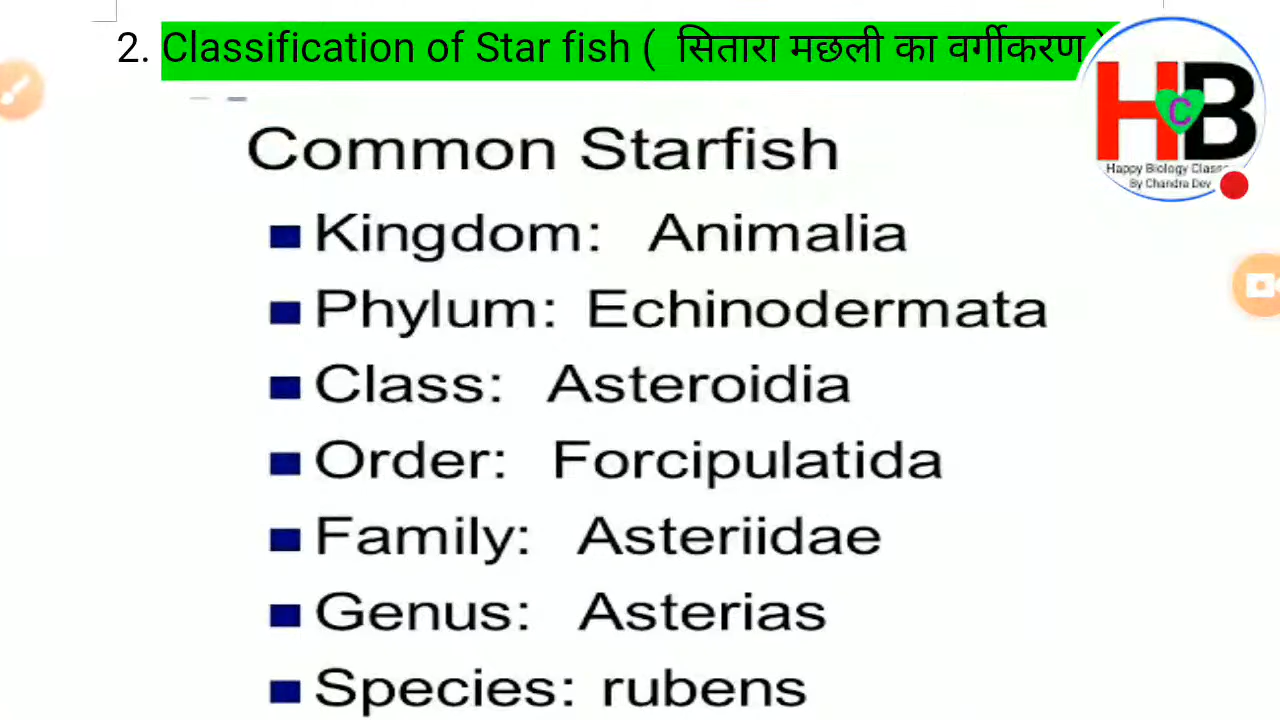 2. Classification of Star fish ( सितारा मछली का वर्गीकरण )
HCB
Happy Biology Classes
By Chandra Dev
Common Starfish
Kingdom: Animalia
Phylum: Echinodermata
Class: Asteroidia
Order: Forcipulatida
Family: Asteriidae
Genus: Asterias
Species: rubens